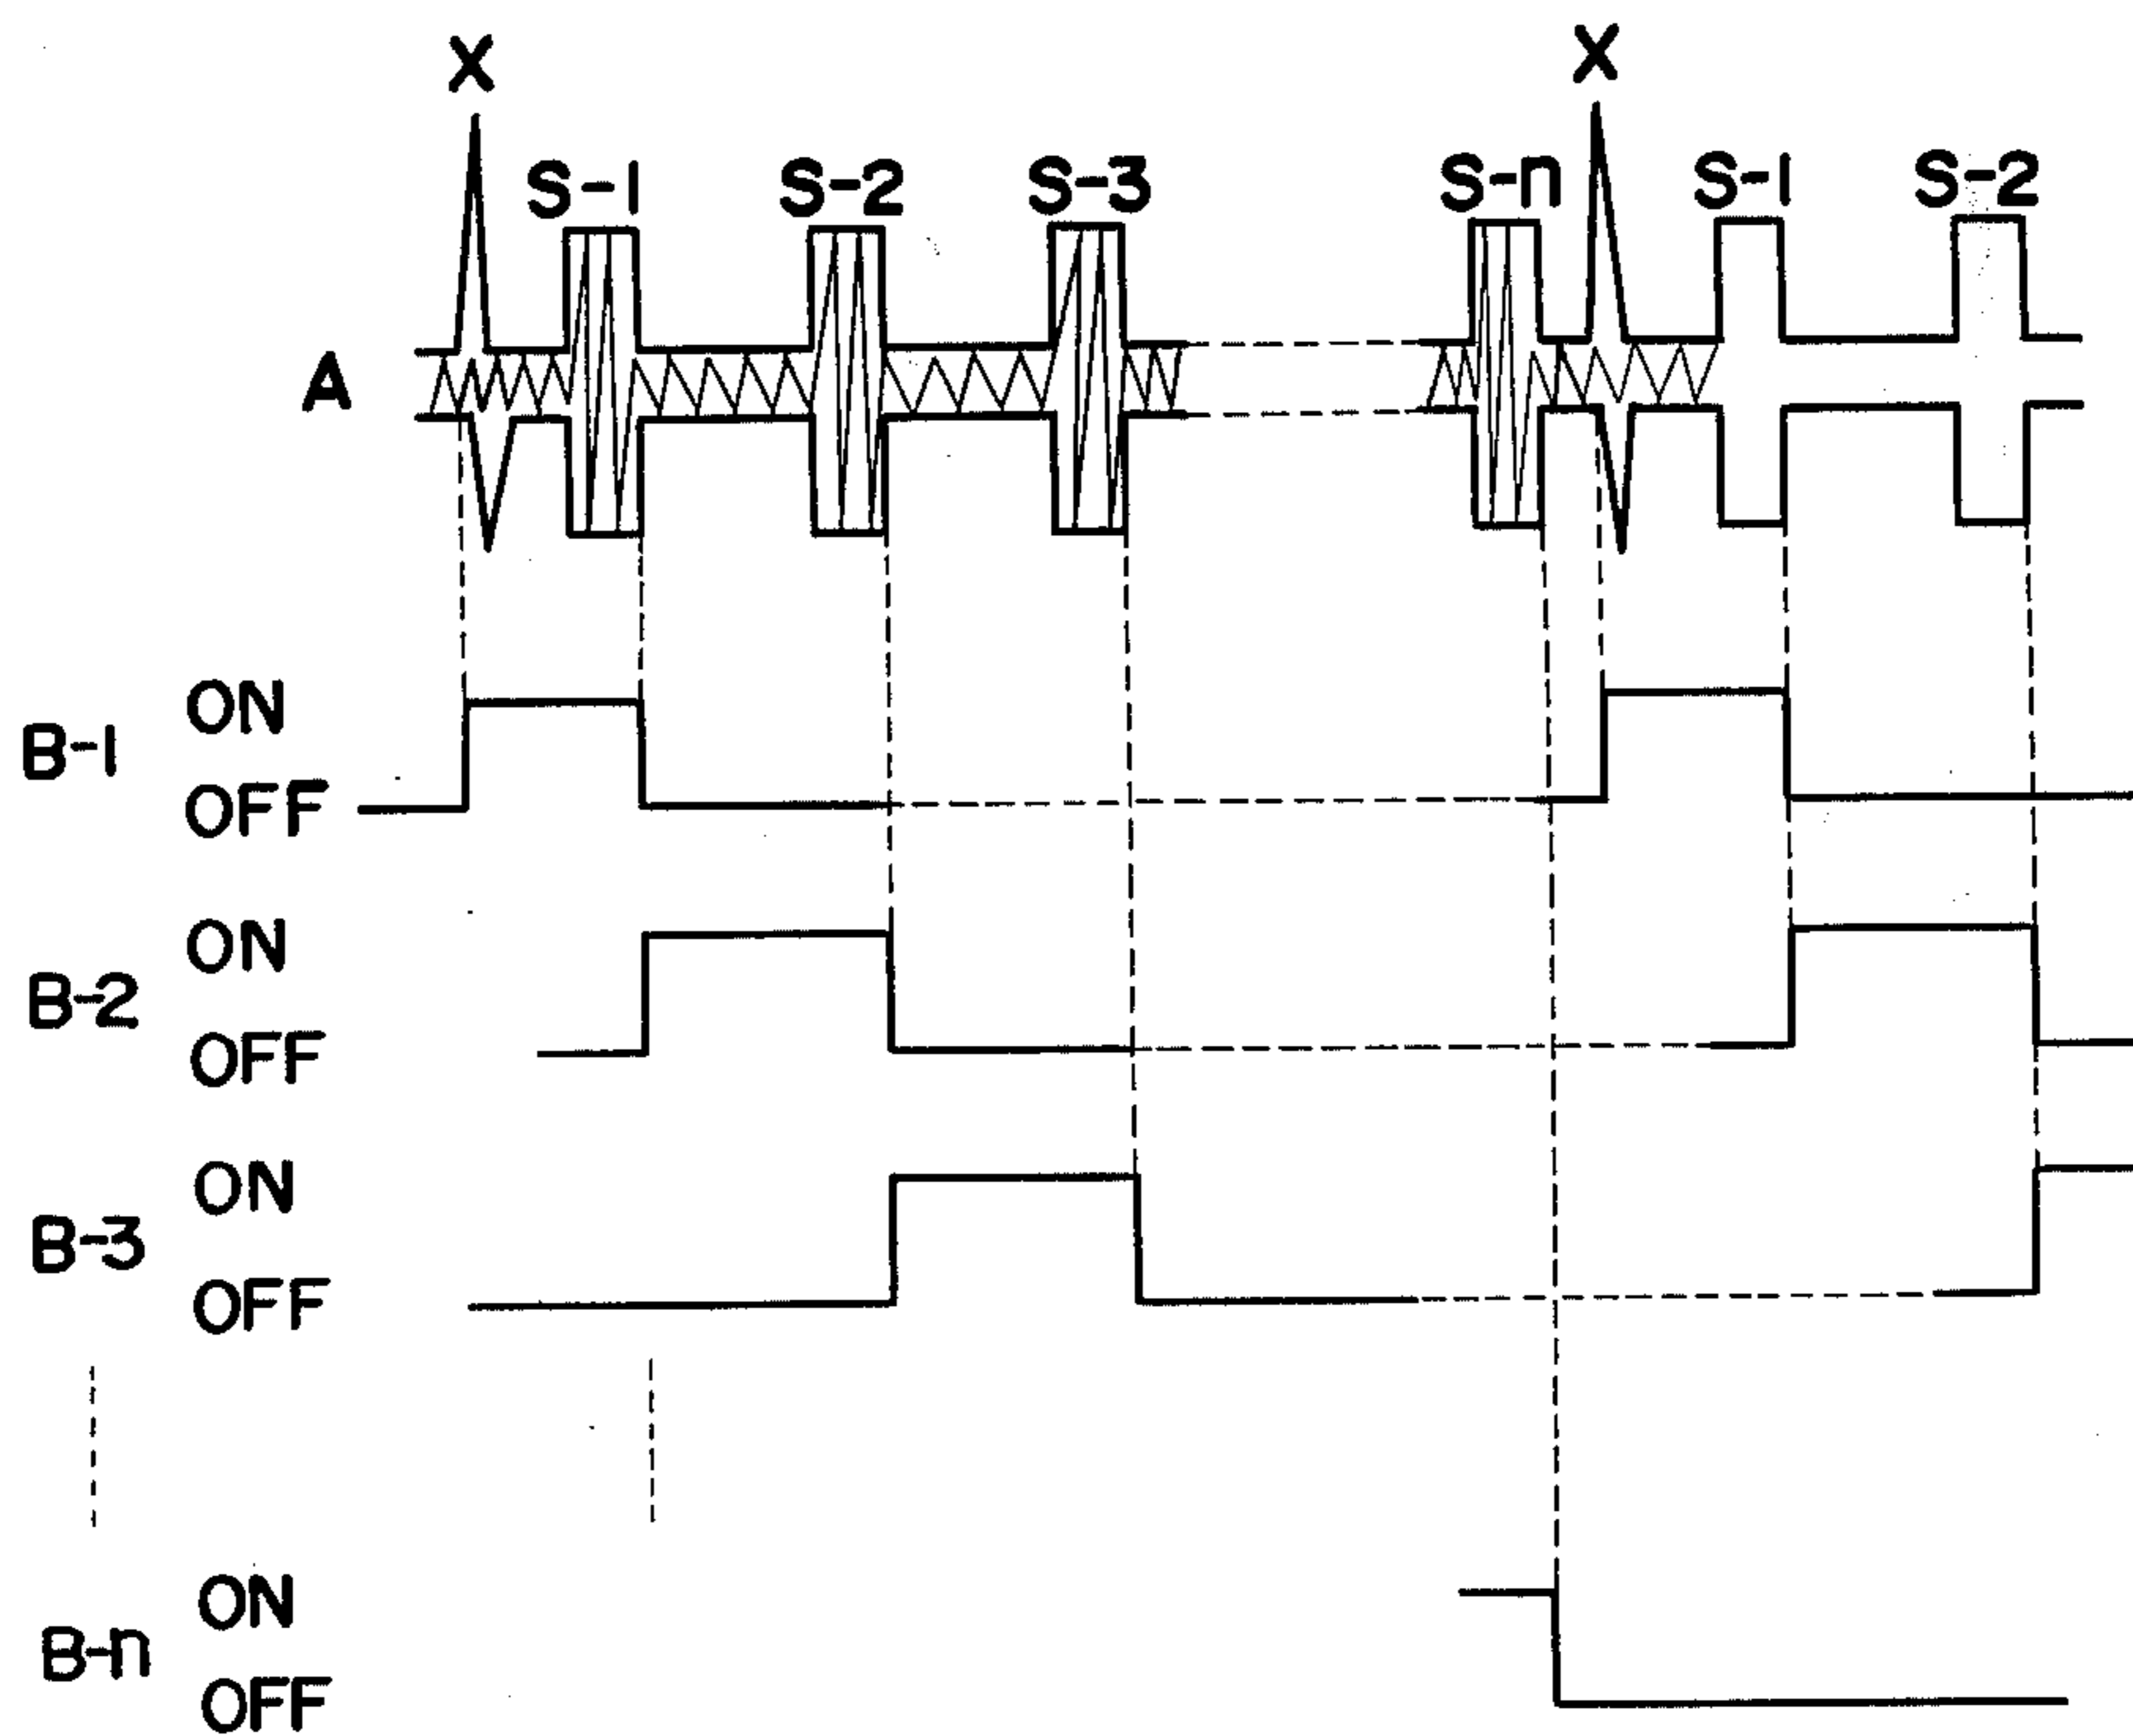 X X
S-1 S-2 S-3 S-n S-1 S-2
A
ON
B-1
OFF
ON
B-2
OFF
ON
B-3
OFF
ON
B-n
OFF